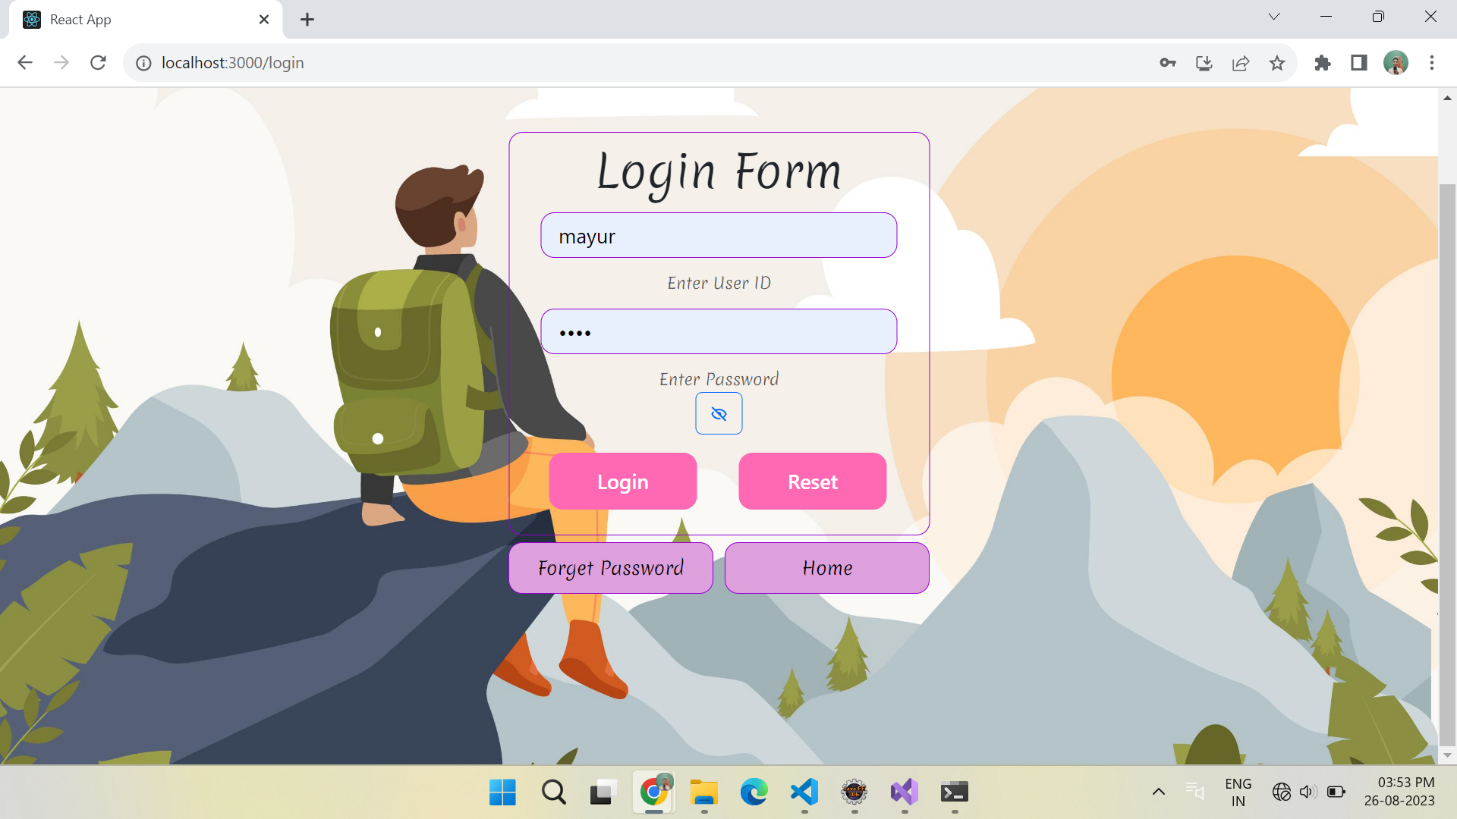 React App
localhost:3000/login
Login Form
mayur
Enter User ID
••••
Enter Password
Login Reset
Forget Password Home
ENG 03:53 PM
IN 26-08-2023